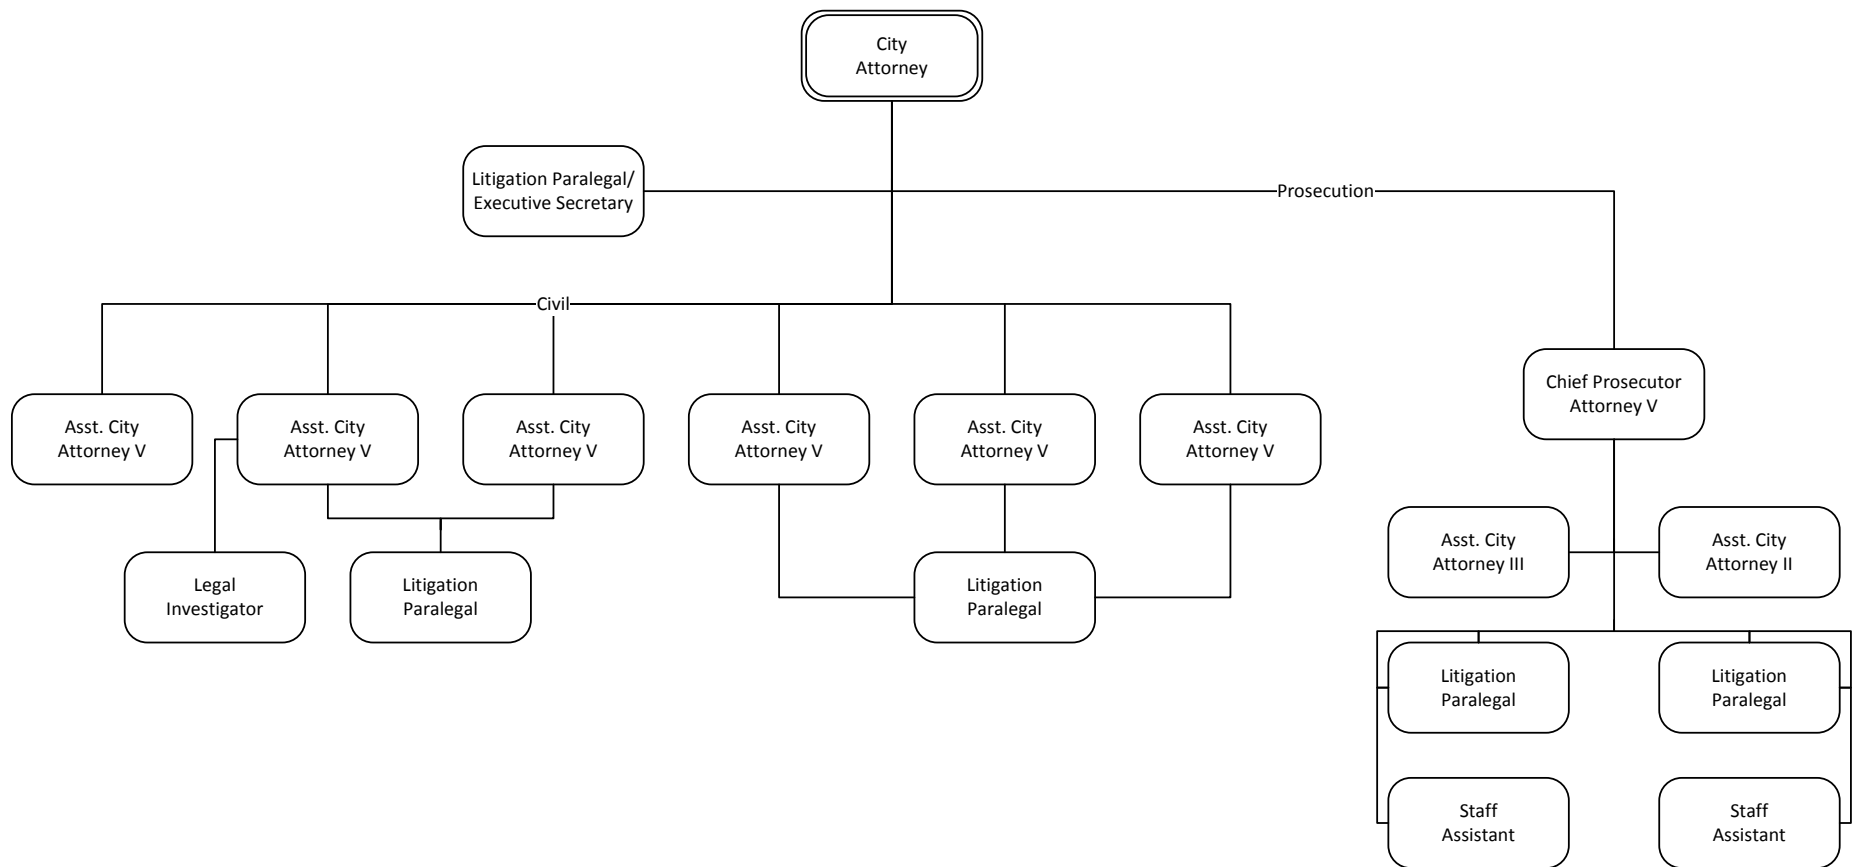 City
Attorney
Litigation Paralegal/
Executive Secretary
Prosecution
Civil
Chief Prosecutor
Attorney V
Asst. City
Attorney V
Asst. City
Attorney V
Asst. City
Attorney V
Asst. City
Attorney V
Asst. City
Attorney V
Asst. City
Attorney V
Asst. City
Attorney III
Asst. City
Attorney II
Legal
Investigator
Litigation
Paralegal
Litigation
Paralegal
Litigation
Paralegal
Litigation
Paralegal
Staff
Assistant
Staff
Assistant